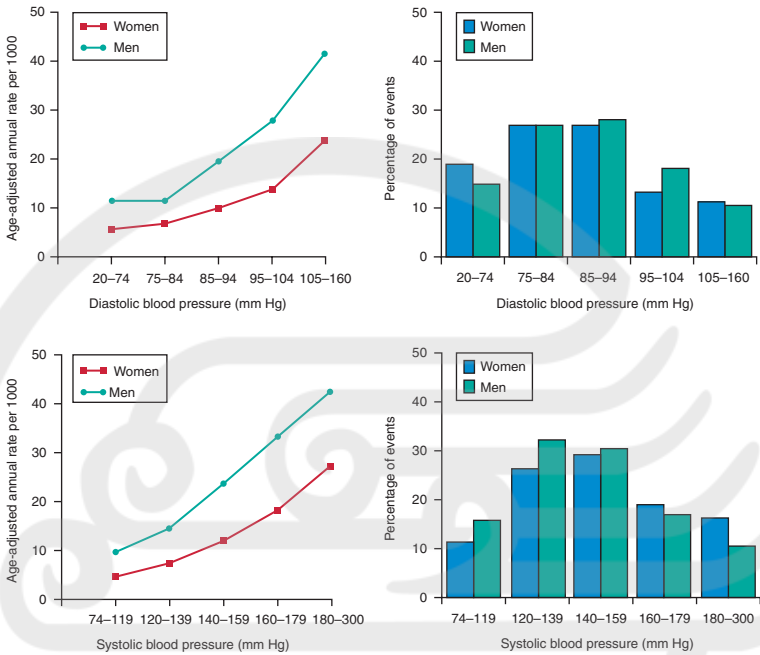 Age-adjusted annual rate per 1000
50
40
30
20
10
0
Women
Men
20–74 75–84 85–94 95–104 105–160
Diastolic blood pressure (mm Hg)
Percentage of events
50
40
30
20
10
0
Women
Men
20–74 75–84 85–94 95–104 105–160
Diastolic blood pressure (mm Hg)
Age-adjusted annual rate per 1000
50
40
30
20
10
0
Women
Men
74–119 120–139 140–159 160–179 180–300
Systolic blood pressure (mm Hg)
Percentage of events
50
40
30
20
10
0
Women
Men
74–119 120–139 140–159 160–179 180–300
Systolic blood pressure (mm Hg)